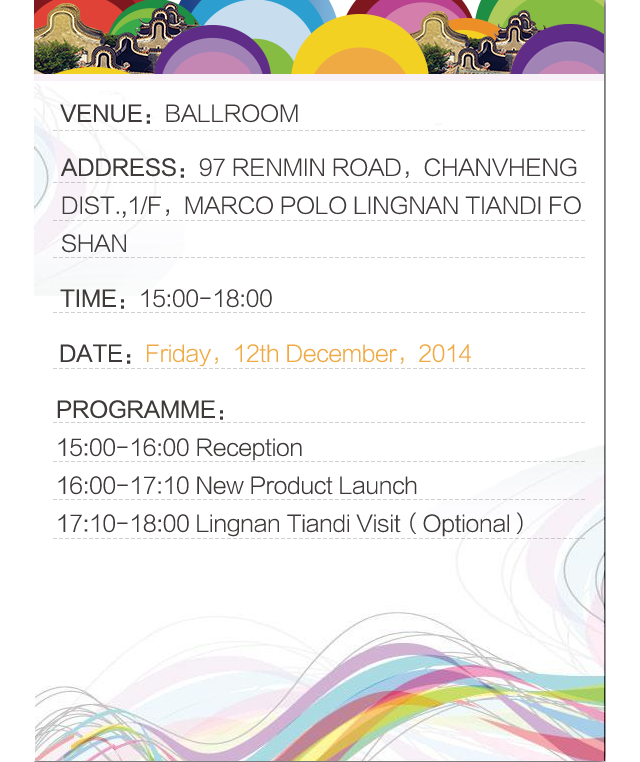 VENUE：BALLROOM
ADDRESS：97 RENMIN ROAD，CHANVHENG
DIST.,1/F，MARCO POLO LINGNAN TIANDI FO
SHAN
TIME：15:00-18:00
DATE：Friday，12th December，2014
PROGRAMME：
15:00-16:00 Reception
16:00-17:10 New Product Launch
17:10-18:00 Lingnan Tiandi Visit（Optional）